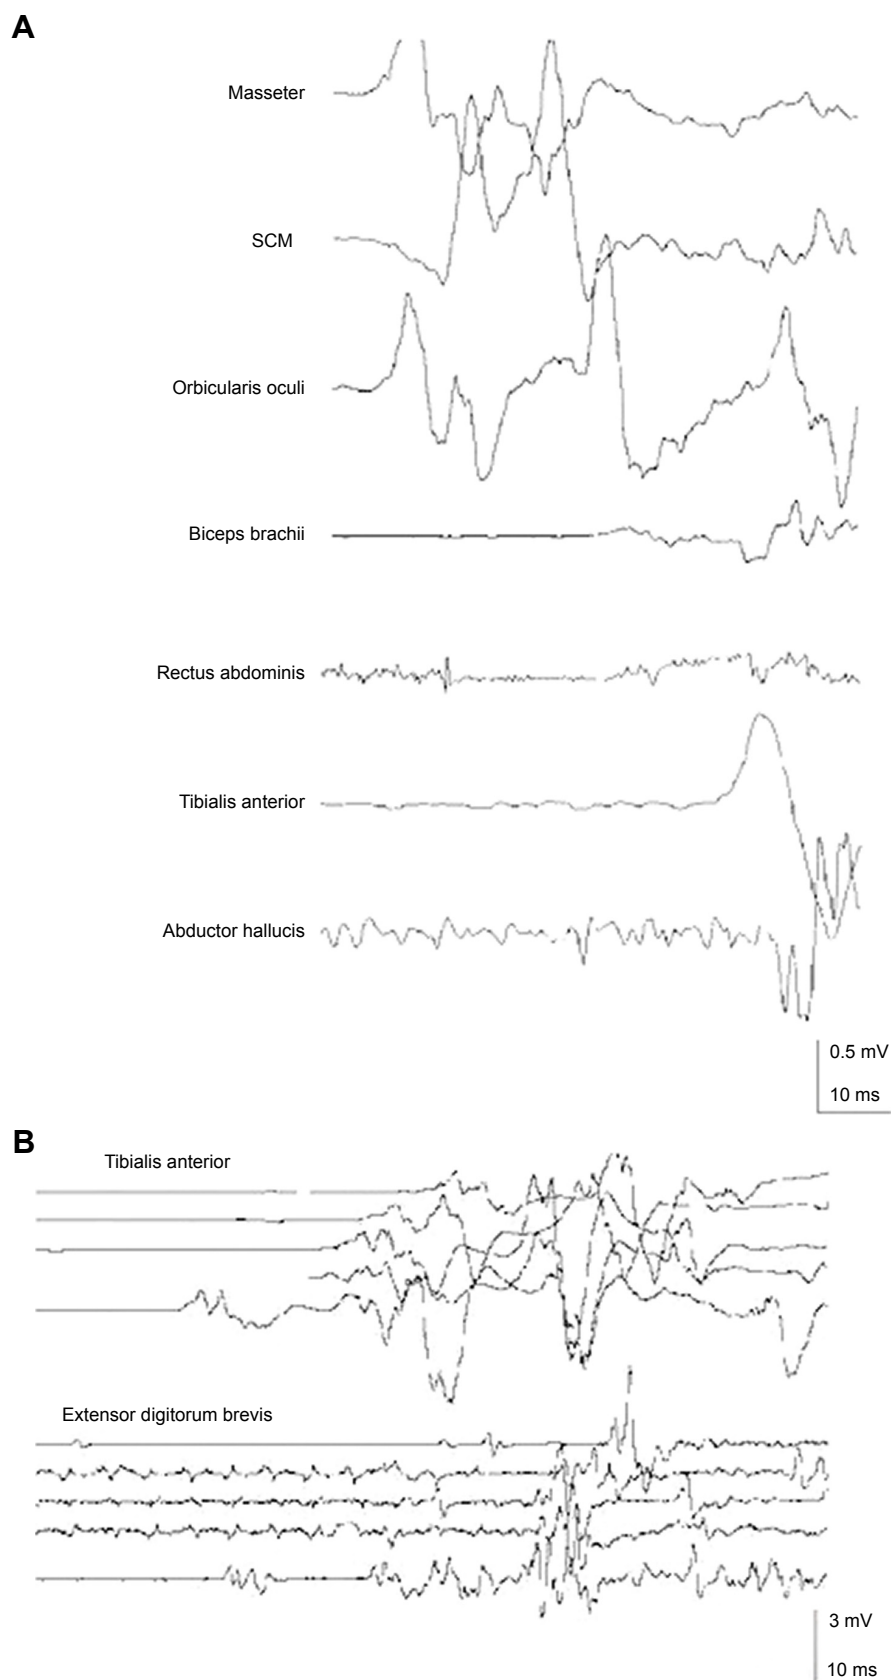 A
Masseter
SCM
Orbicularis oculi
Biceps brachii
Rectus abdominis
Tibialis anterior
Abductor hallucis
0.5 mV
10 ms
B
Tibialis anterior
Extensor digitorum brevis
3 mV
10 ms